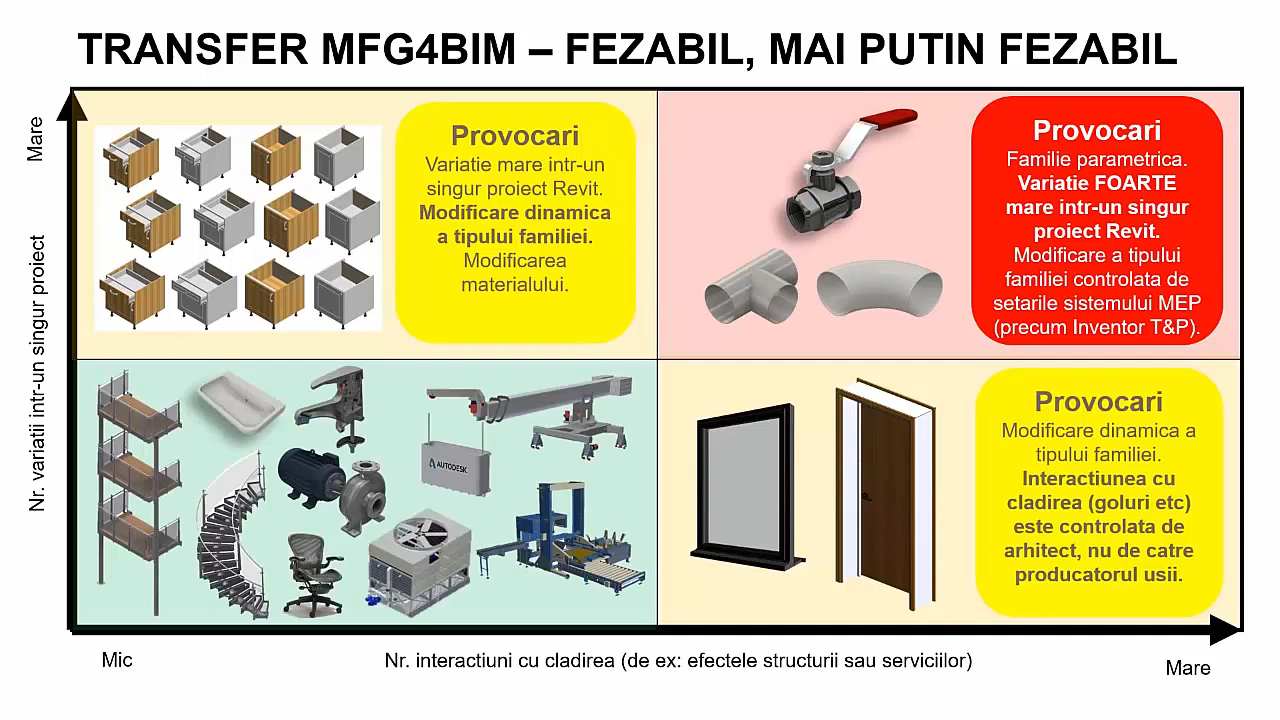 TRANSFER MFG4BIM – FEZABIL, MAI PUTIN FEZABIL
Mare
Nr. variatii intr-un singur proiect
Provocari
Variatie mare intr-un
singur proiect Revit.
Modificare dinamica
a tipului familiei.
Modificarea
materialului.
Provocari
Familie parametrica.
Variatie FOARTE
mare intr-un singur
proiect Revit.
Modificare a tipului
familiei controlata de
setarile sistemului MEP
(precum Inventor T&P).
AUTODESK
Provocari
Modificare dinamica a
tipului familiei.
Interactiunea cu
cladirea (goluri etc)
este controlata de
arhitect, nu de catre
producatorul usii.
Mic
Nr. interactiuni cu cladirea (de ex: efectele structurii sau serviciilor)
Mare